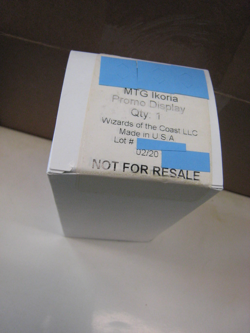 MTG Ikoria
Promo Display
Qty: 1
Wizards of the Coast LLC
Made in U.S.A
Lot #
02/20
NOT FOR RESALE